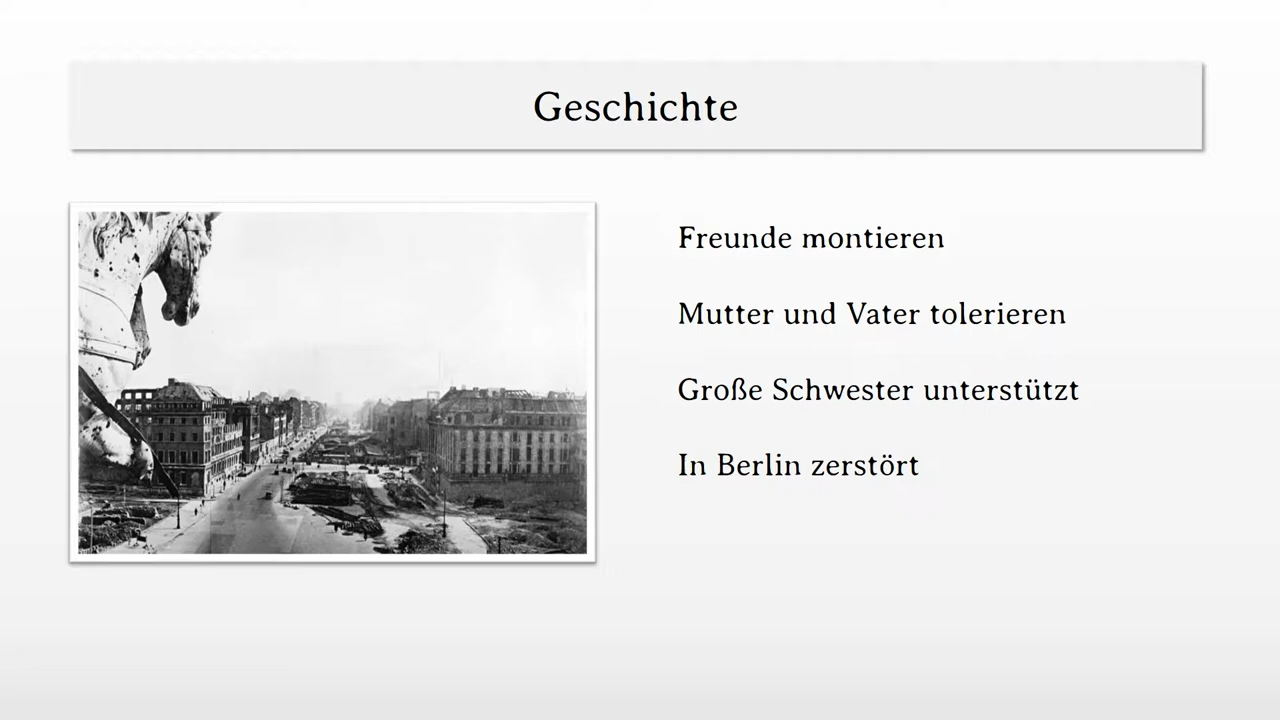 Geschichte
Freunde montieren
Mutter und Vater tolerieren
Große Schwester unterstützt
In Berlin zerstört